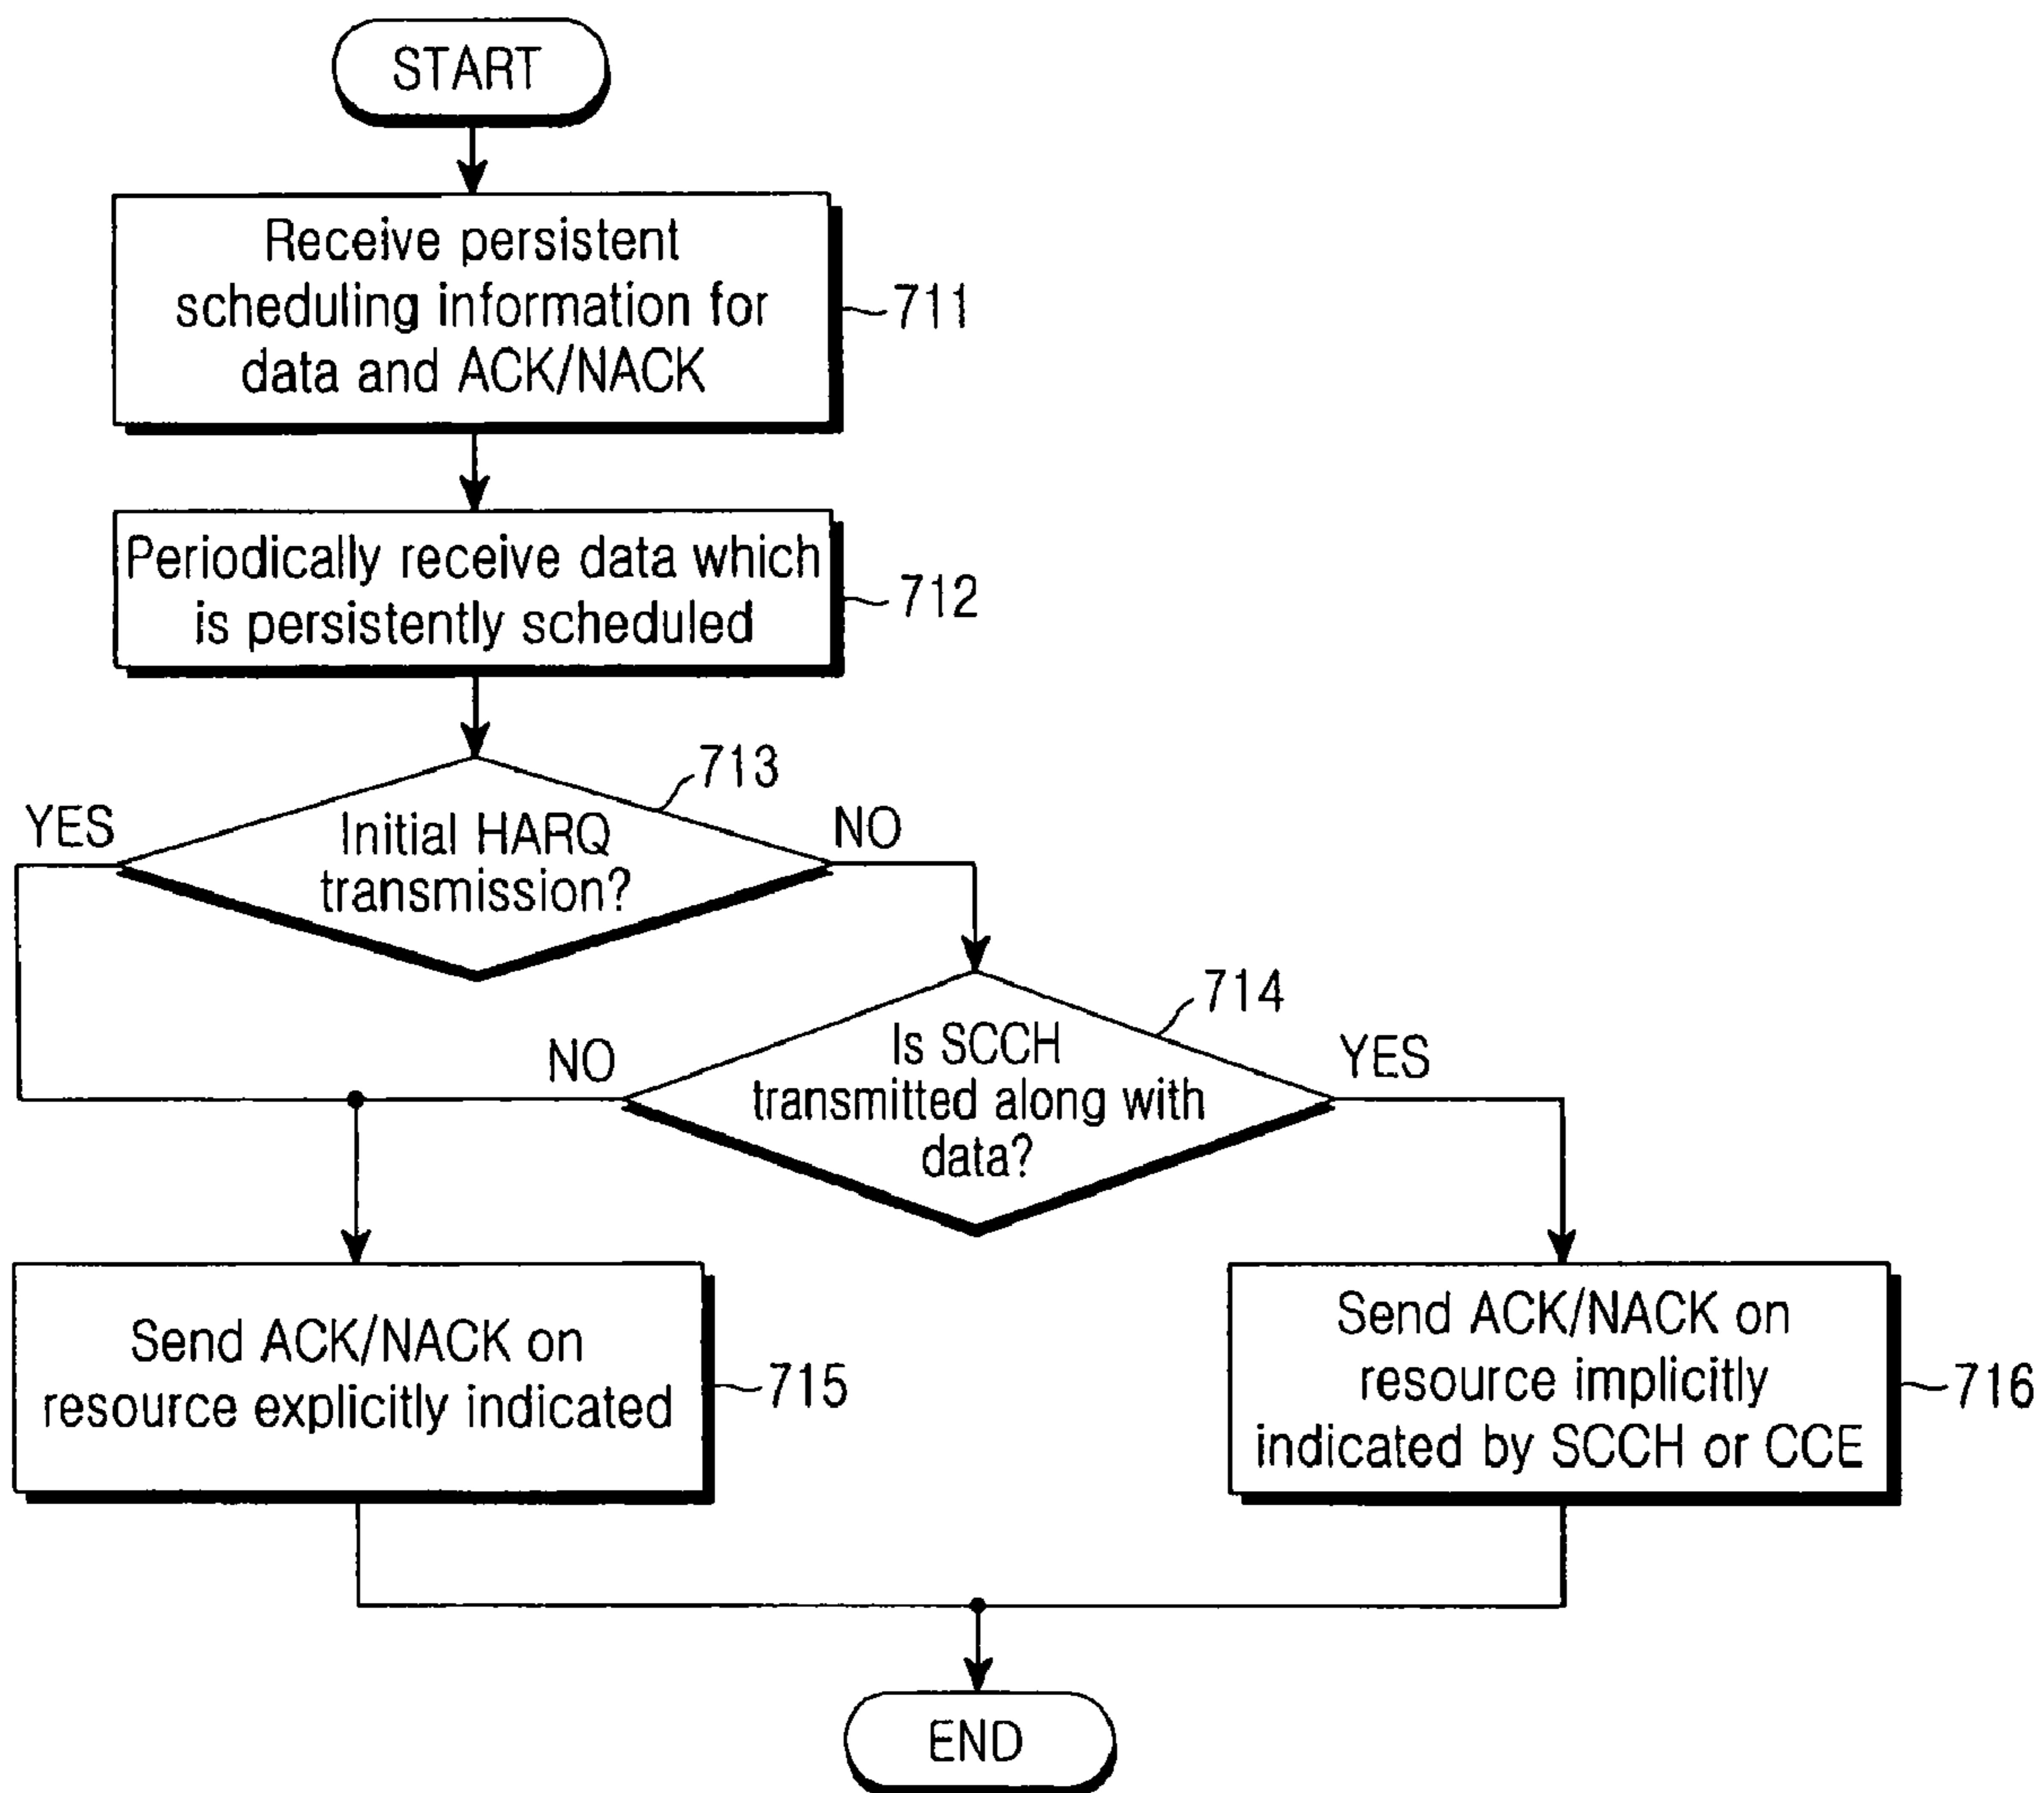 START
Receive persistent
scheduling information for
data and ACK/NACK
711
Periodically receive data which
is persistently scheduled
712
713
YES
Initial HARQ
transmission?
NO
714
NO
Is SCCH
transmitted along with
data?
YES
Send ACK/NACK on
resource explicitly indicated
715
Send ACK/NACK on
resource implicitly
indicated by SCCH or CCE
716
END